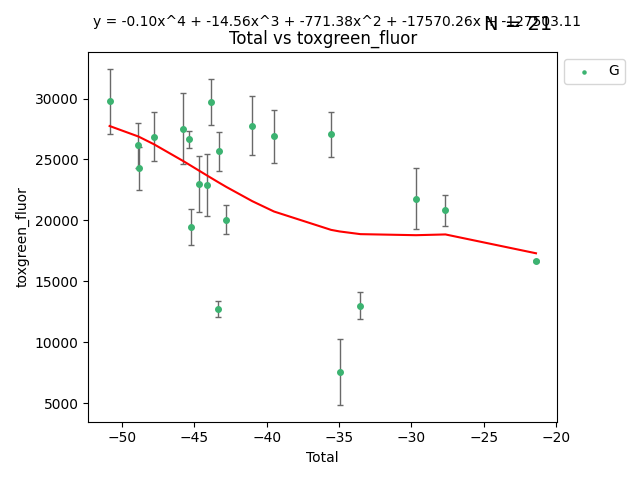 y = -0.10x^4 + -14.56x^3 + -771.38x^2 + -17570.26x + -127503.11
N = 21
Total vs toxgreen_fluor
G
30000
25000
20000
15000
10000
5000
toxgreen_fluor
−50 −45 −40 −35 −30 −25 −20
Total